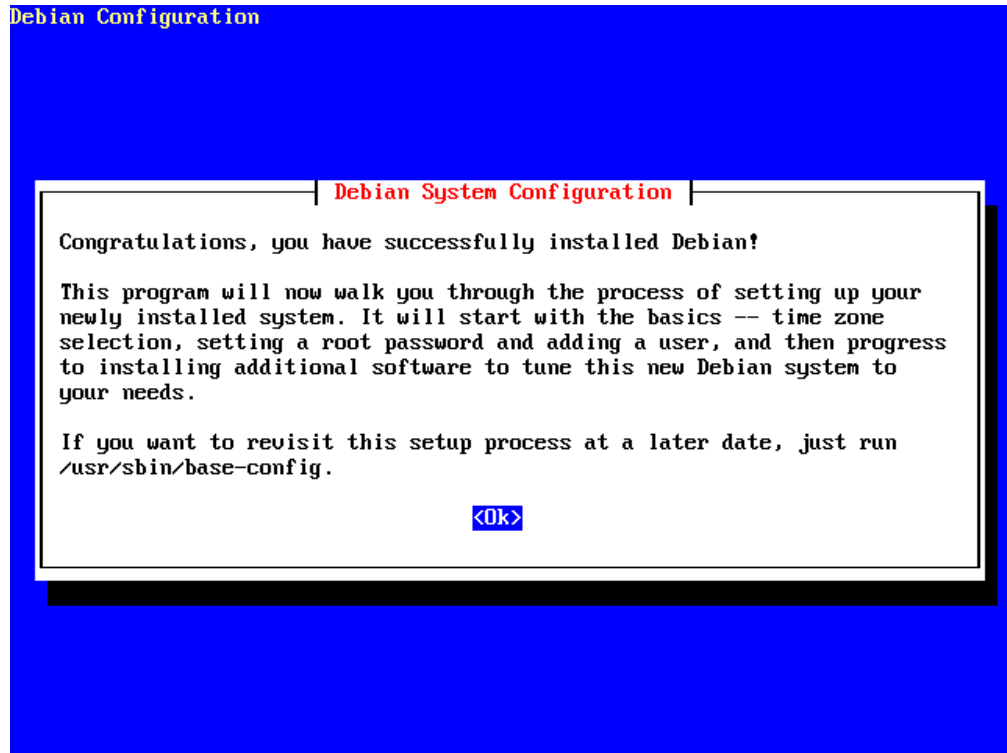 Debian Configuration
Debian System Configuration
Congratulations, you have successfully installed Debian!
This program will now walk you through the process of setting up your
newly installed system. It will start with the basics -- time zone
selection, setting a root password and adding a user, and then progress
to installing additional software to tune this new Debian system to
your needs.
If you want to revisit this setup process at a later date, just run
/usr/sbin/base-config.
<Ok>